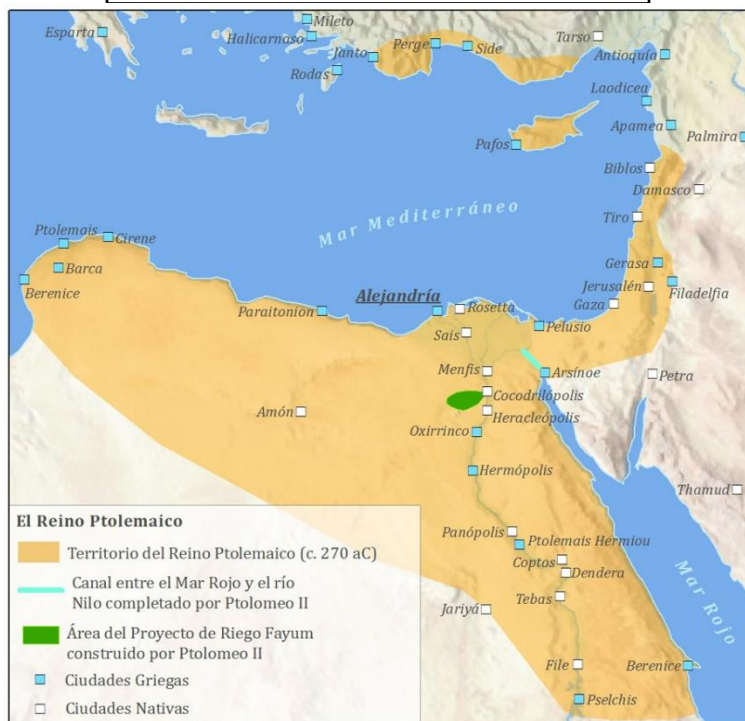 Esparta
Mileto
Halicarnaso
Janto
Rodas
Perge
Side
Tarso
Antioquía
Laodicea
Apamea
Palmira
Pafos
Biblos
Damasco
Mar Mediterráneo
Tiro
Ptolemais
Cirene
Barca
Berenice
Gerasa
Jerusalén
Filadelfia
Gaza
Paraitonion
Alejandría
Rosetta
Sais
Pelusio
Menfis
Arsínoe
Petra
Cocodrilópolis
Amón
Heracleópolis
Oxirrinco
Hermópolis
Thamud
Panópolis
Ptolemais Hermiou
Coptos
Dendera
Tebas
Jariyá
Mar Rojo
File
Berenice
Pselchis
El Reino Ptolemaico
Territorio del Reino Ptolemaico (c. 270 aC)
Canal entre el Mar Rojo y el río
Nilo completado por Ptolomeo II
Área del Proyecto de Riego Fayum
construido por Ptolomeo II
Ciudades Griegas
Ciudades Nativas